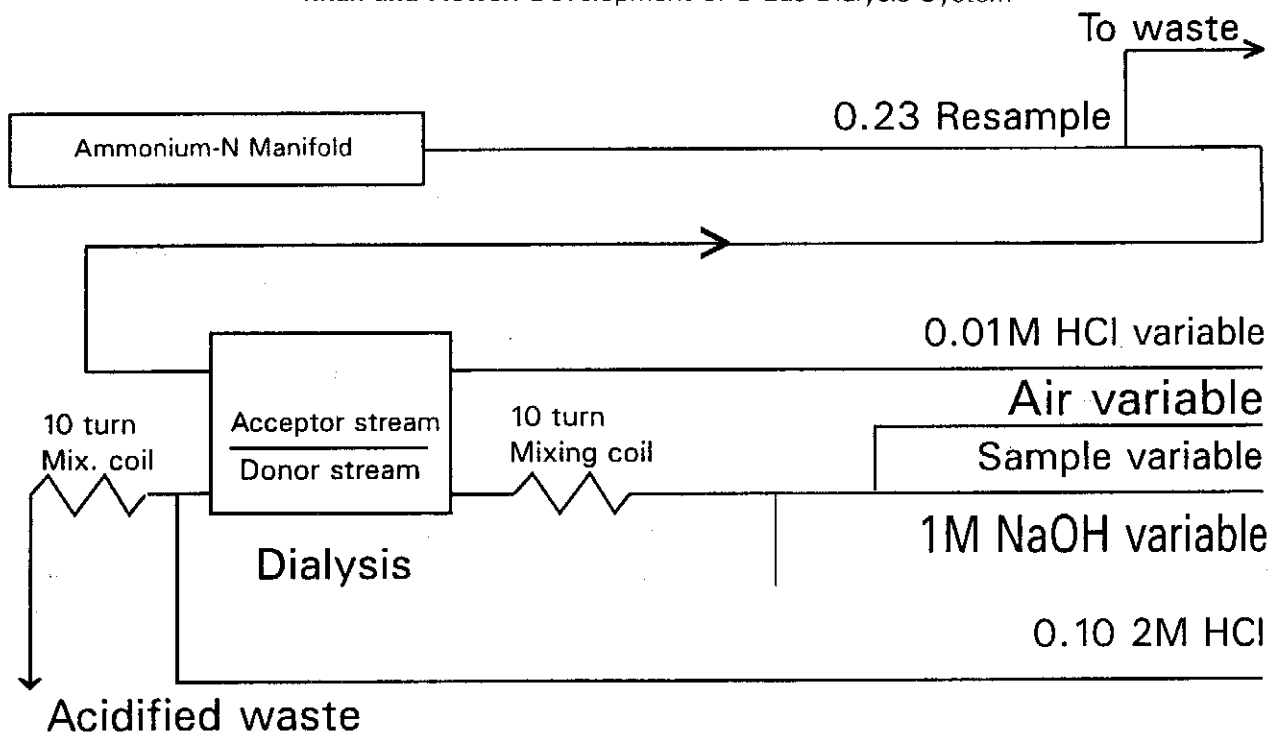 To waste
0.23 Resample
Ammonium-N Manifold
0.01M HCl variable
Air variable
10 turn
Mix. coil
Acceptor stream
Donor stream
10 turn
Mixing coil
Sample variable
1M NaOH variable
Dialysis
0.10 2M HCl
Acidified waste